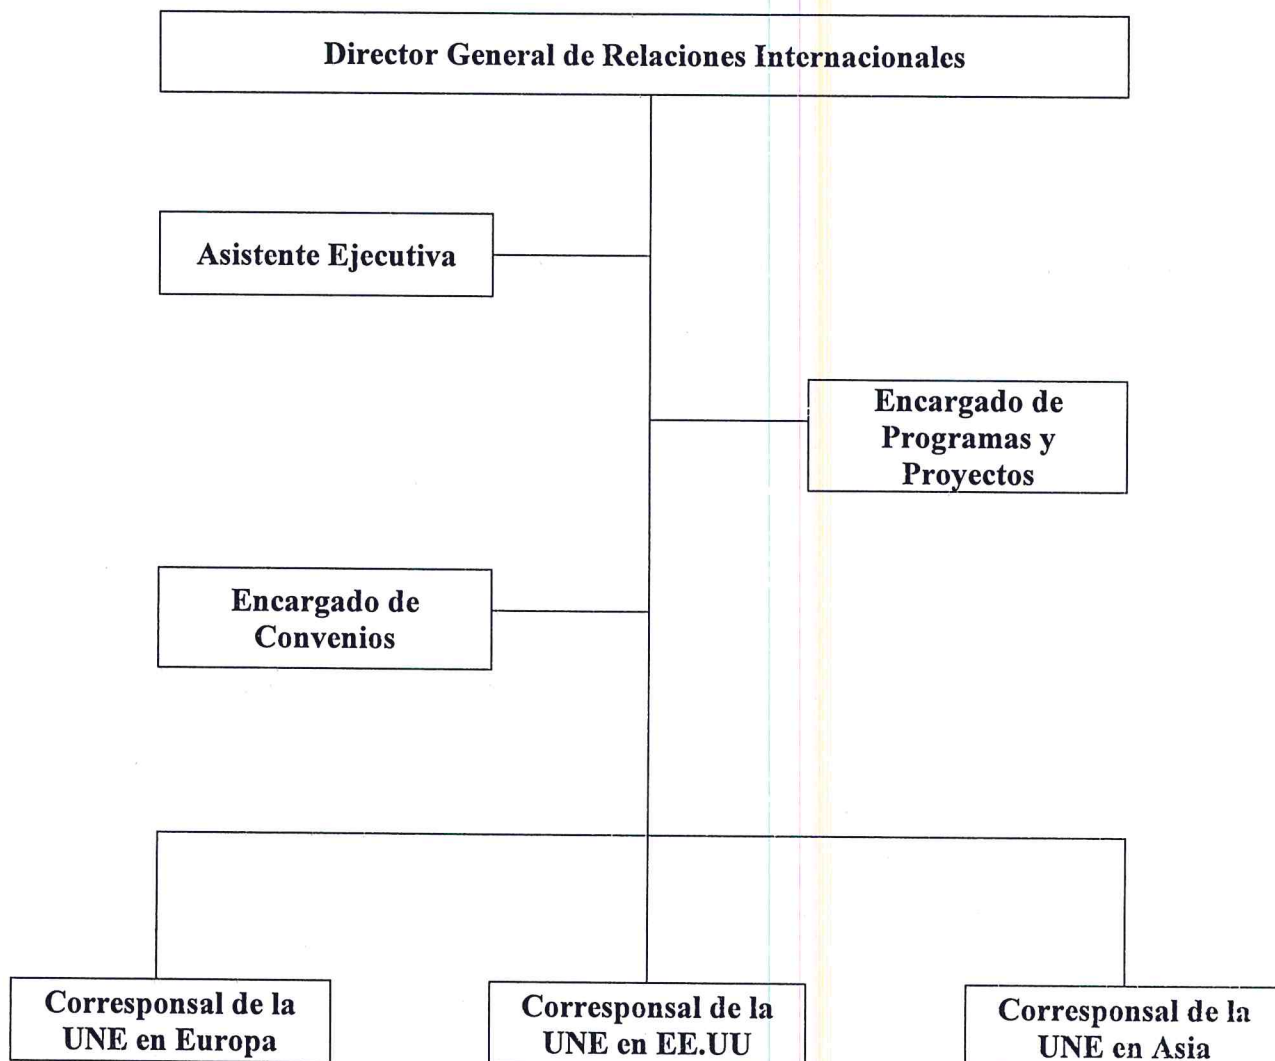 Director General de Relaciones Internacionales
Asistente Ejecutiva
Encargado de
Programas y
Proyectos
Encargado de
Convenios
Corresponsal de la
UNE en Europa
Corresponsal de la
UNE en EE.UU
Corresponsal de la
UNE en Asia